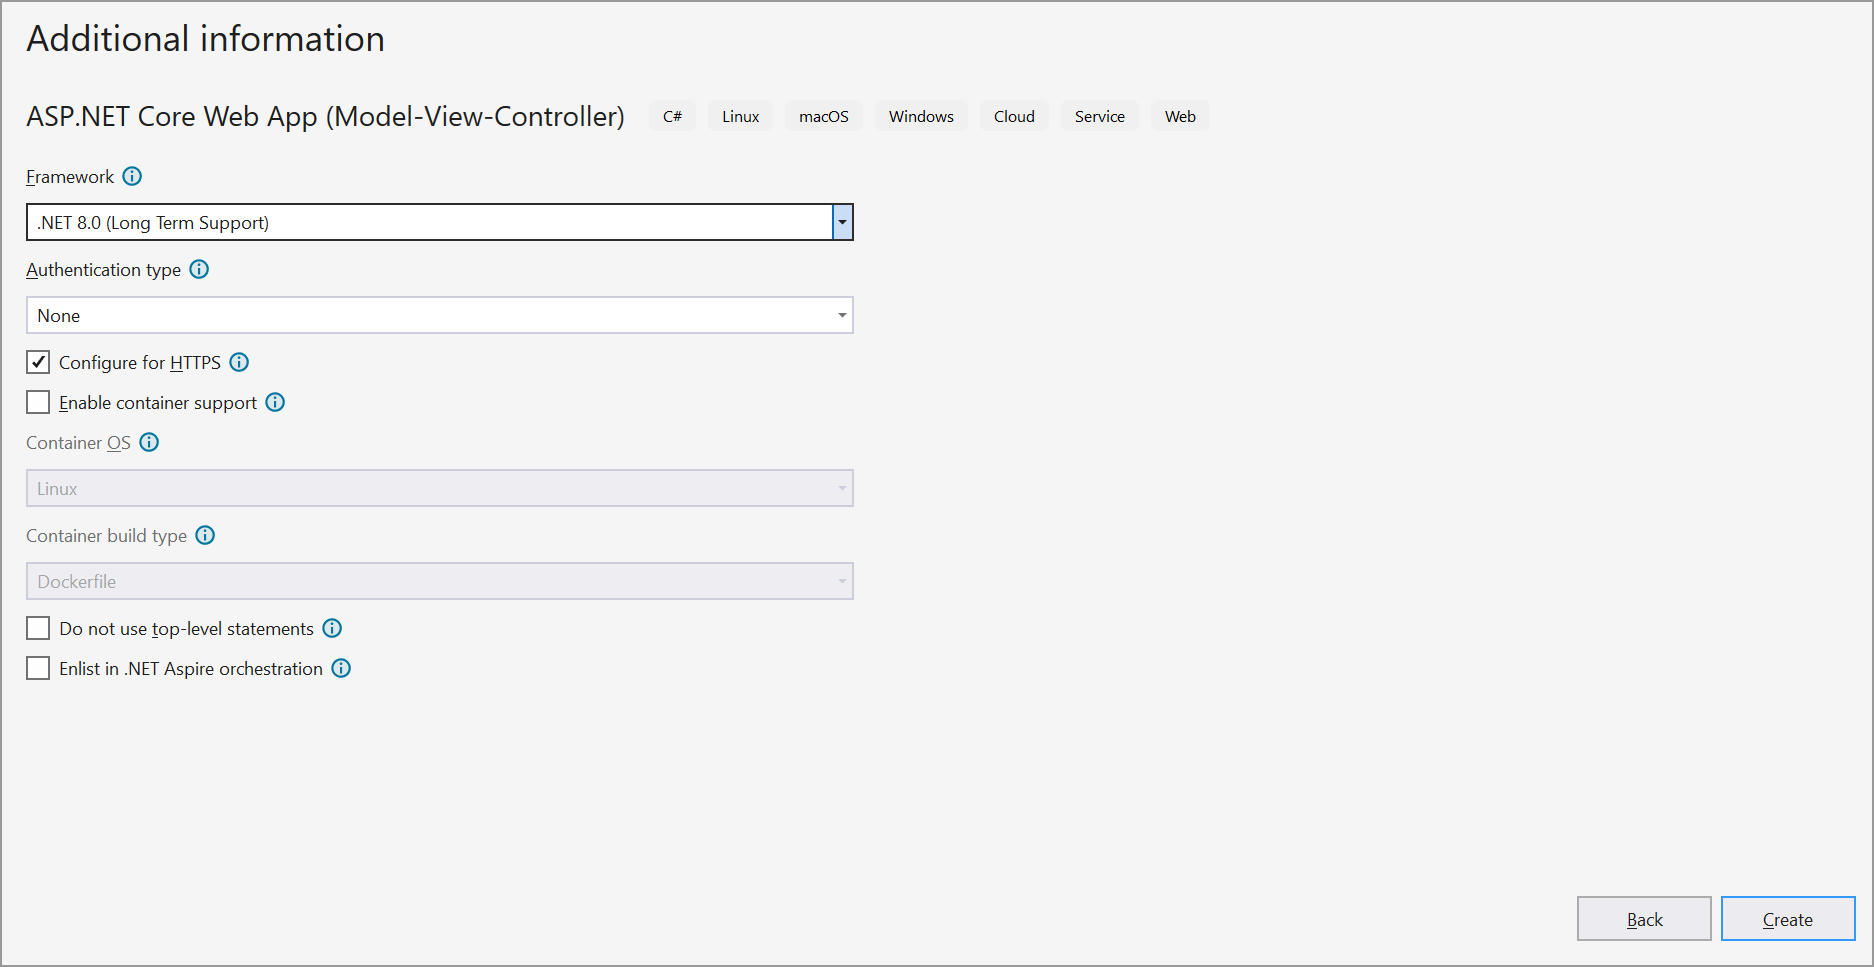 Additional information
ASP.NET Core Web App (Model-View-Controller) C# Linux macOS Windows Cloud Service Web
Framework
.NET 8.0 (Long Term Support)
Authentication type
None
Configure for HTTPS
Enable container support
Container OS
Linux
Container build type
Dockerfile
Do not use top-level statements
Enlist in .NET Aspire orchestration
Back Create